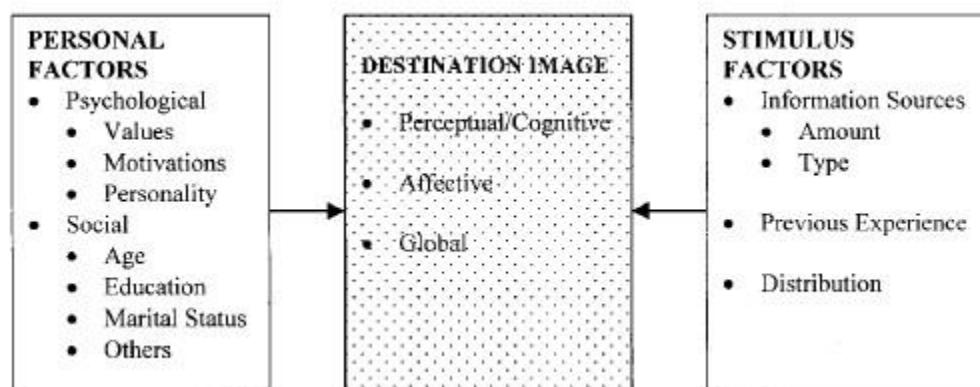 PERSONAL
FACTORS
• Psychological
• Values
• Motivations
• Personality
• Social
• Age
• Education
• Marital Status
• Others
DESTINATION IMAGE
• Perceptual/Cognitive
• Affective
• Global
STIMULUS
FACTORS
• Information Sources
• Amount
• Type
• Previous Experience
• Distribution